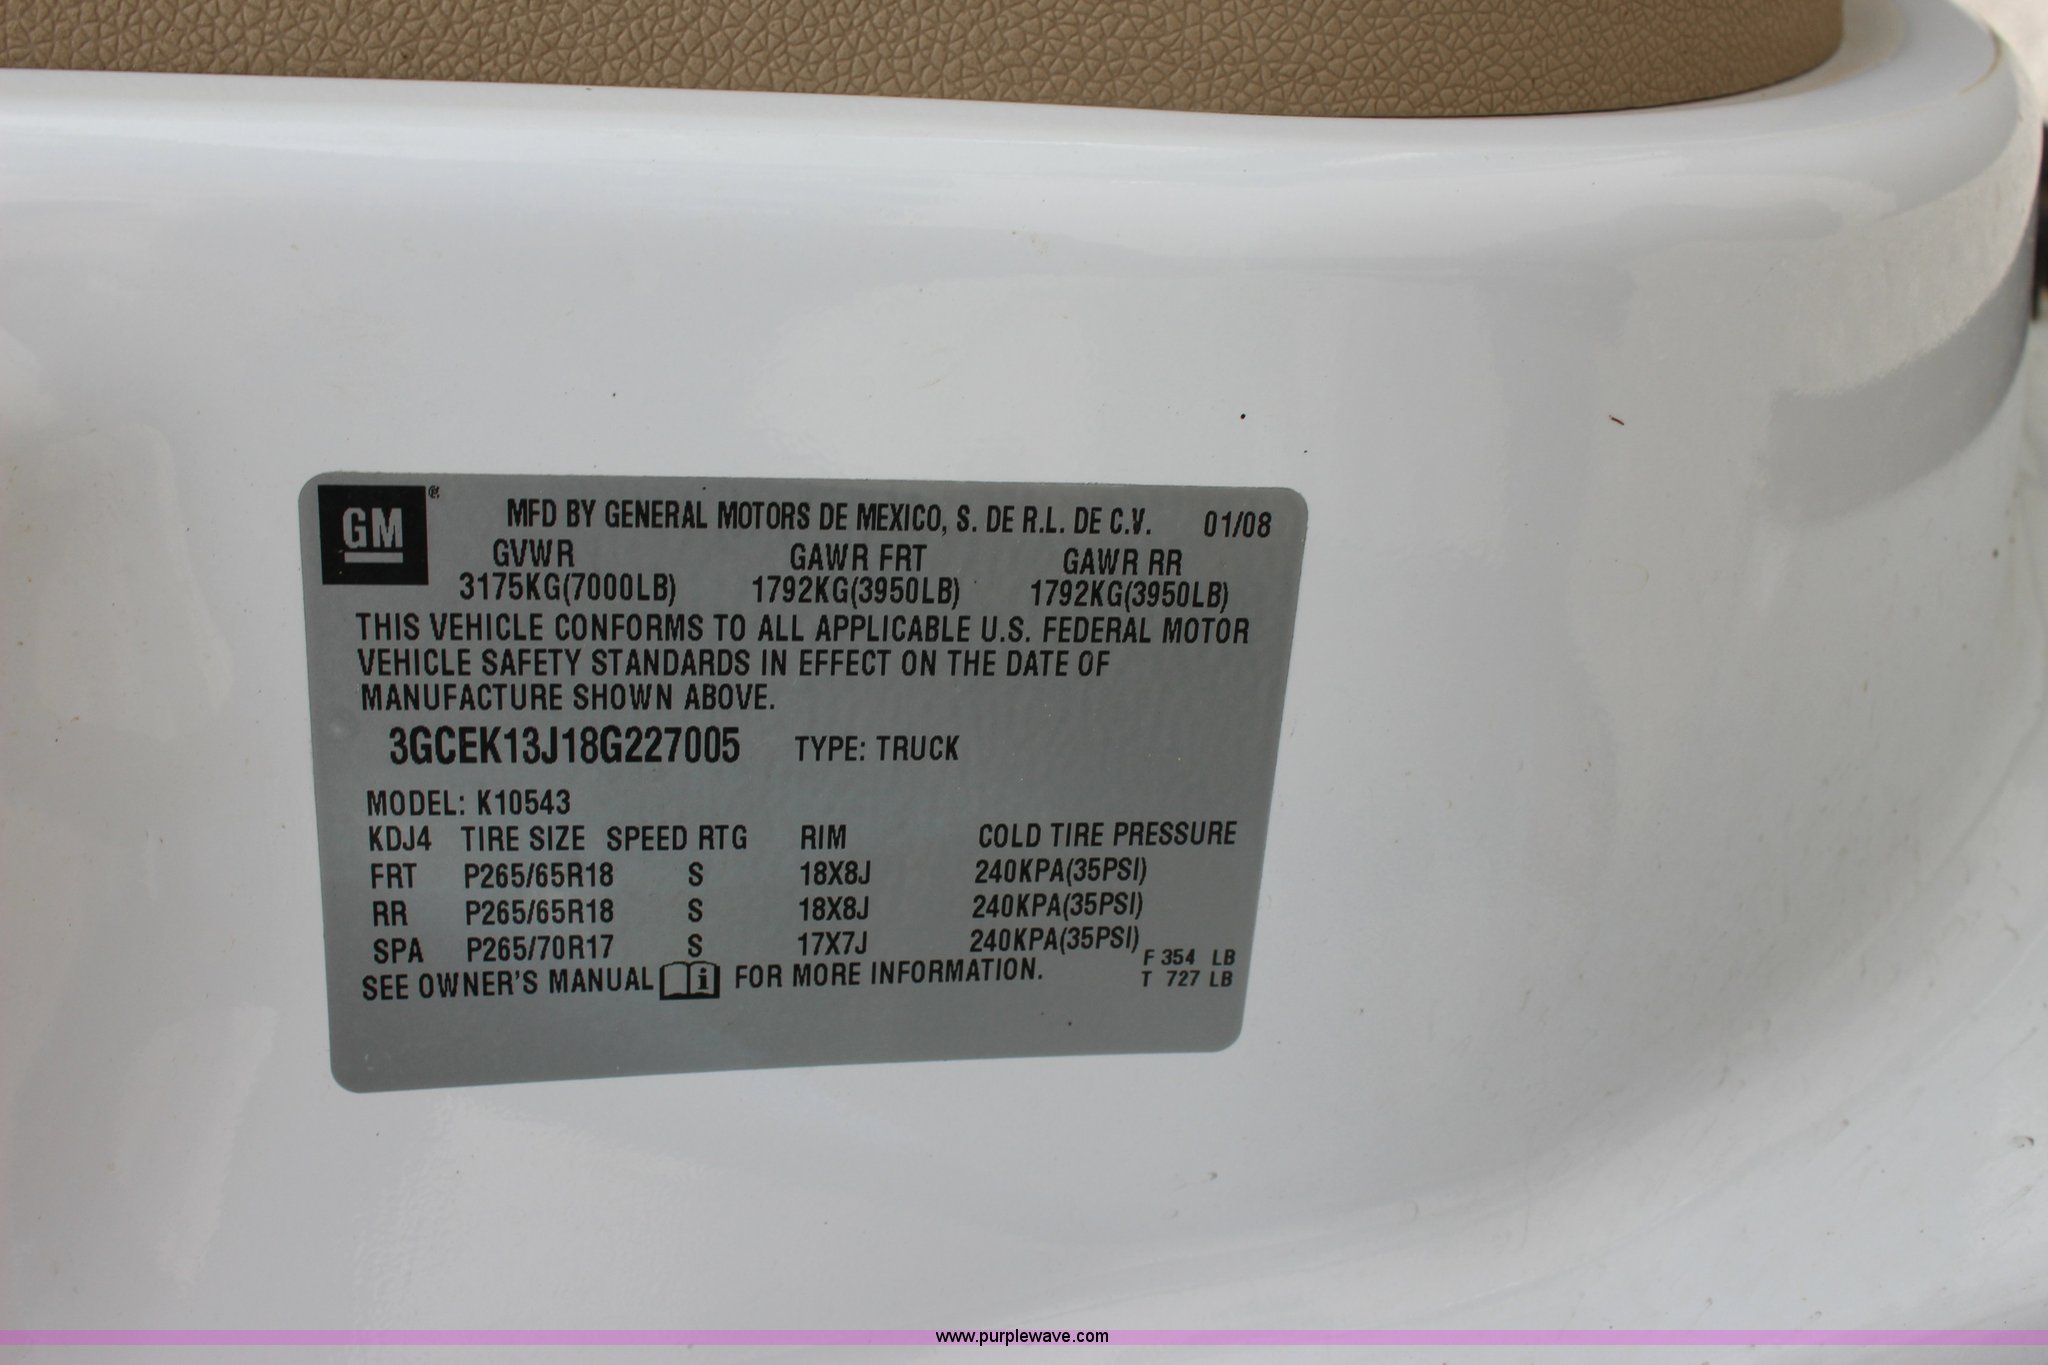 GM ®
MFD BY GENERAL MOTORS DE MEXICO, S. DE R.L. DE C.V. 01/08
GVWR GAWR FRT GAWR RR
3175KG(7000LB) 1792KG(3950LB) 1792KG(3950LB)
THIS VEHICLE CONFORMS TO ALL APPLICABLE U.S. FEDERAL MOTOR
VEHICLE SAFETY STANDARDS IN EFFECT ON THE DATE OF
MANUFACTURE SHOWN ABOVE.
3GCEK13J18G227005 TYPE: TRUCK
MODEL: K10543
KDJ4 TIRE SIZE SPEED RTG RIM COLD TIRE PRESSURE
FRT P265/65R18 S 18X8J 240KPA(35PSI)
RR P265/65R18 S 18X8J 240KPA(35PSI)
SPA P265/70R17 S 17X7J 240KPA(35PSI)
F 354 LB
SEE OWNER'S MANUAL i FOR MORE INFORMATION. T 727 LB
www.purplewave.com